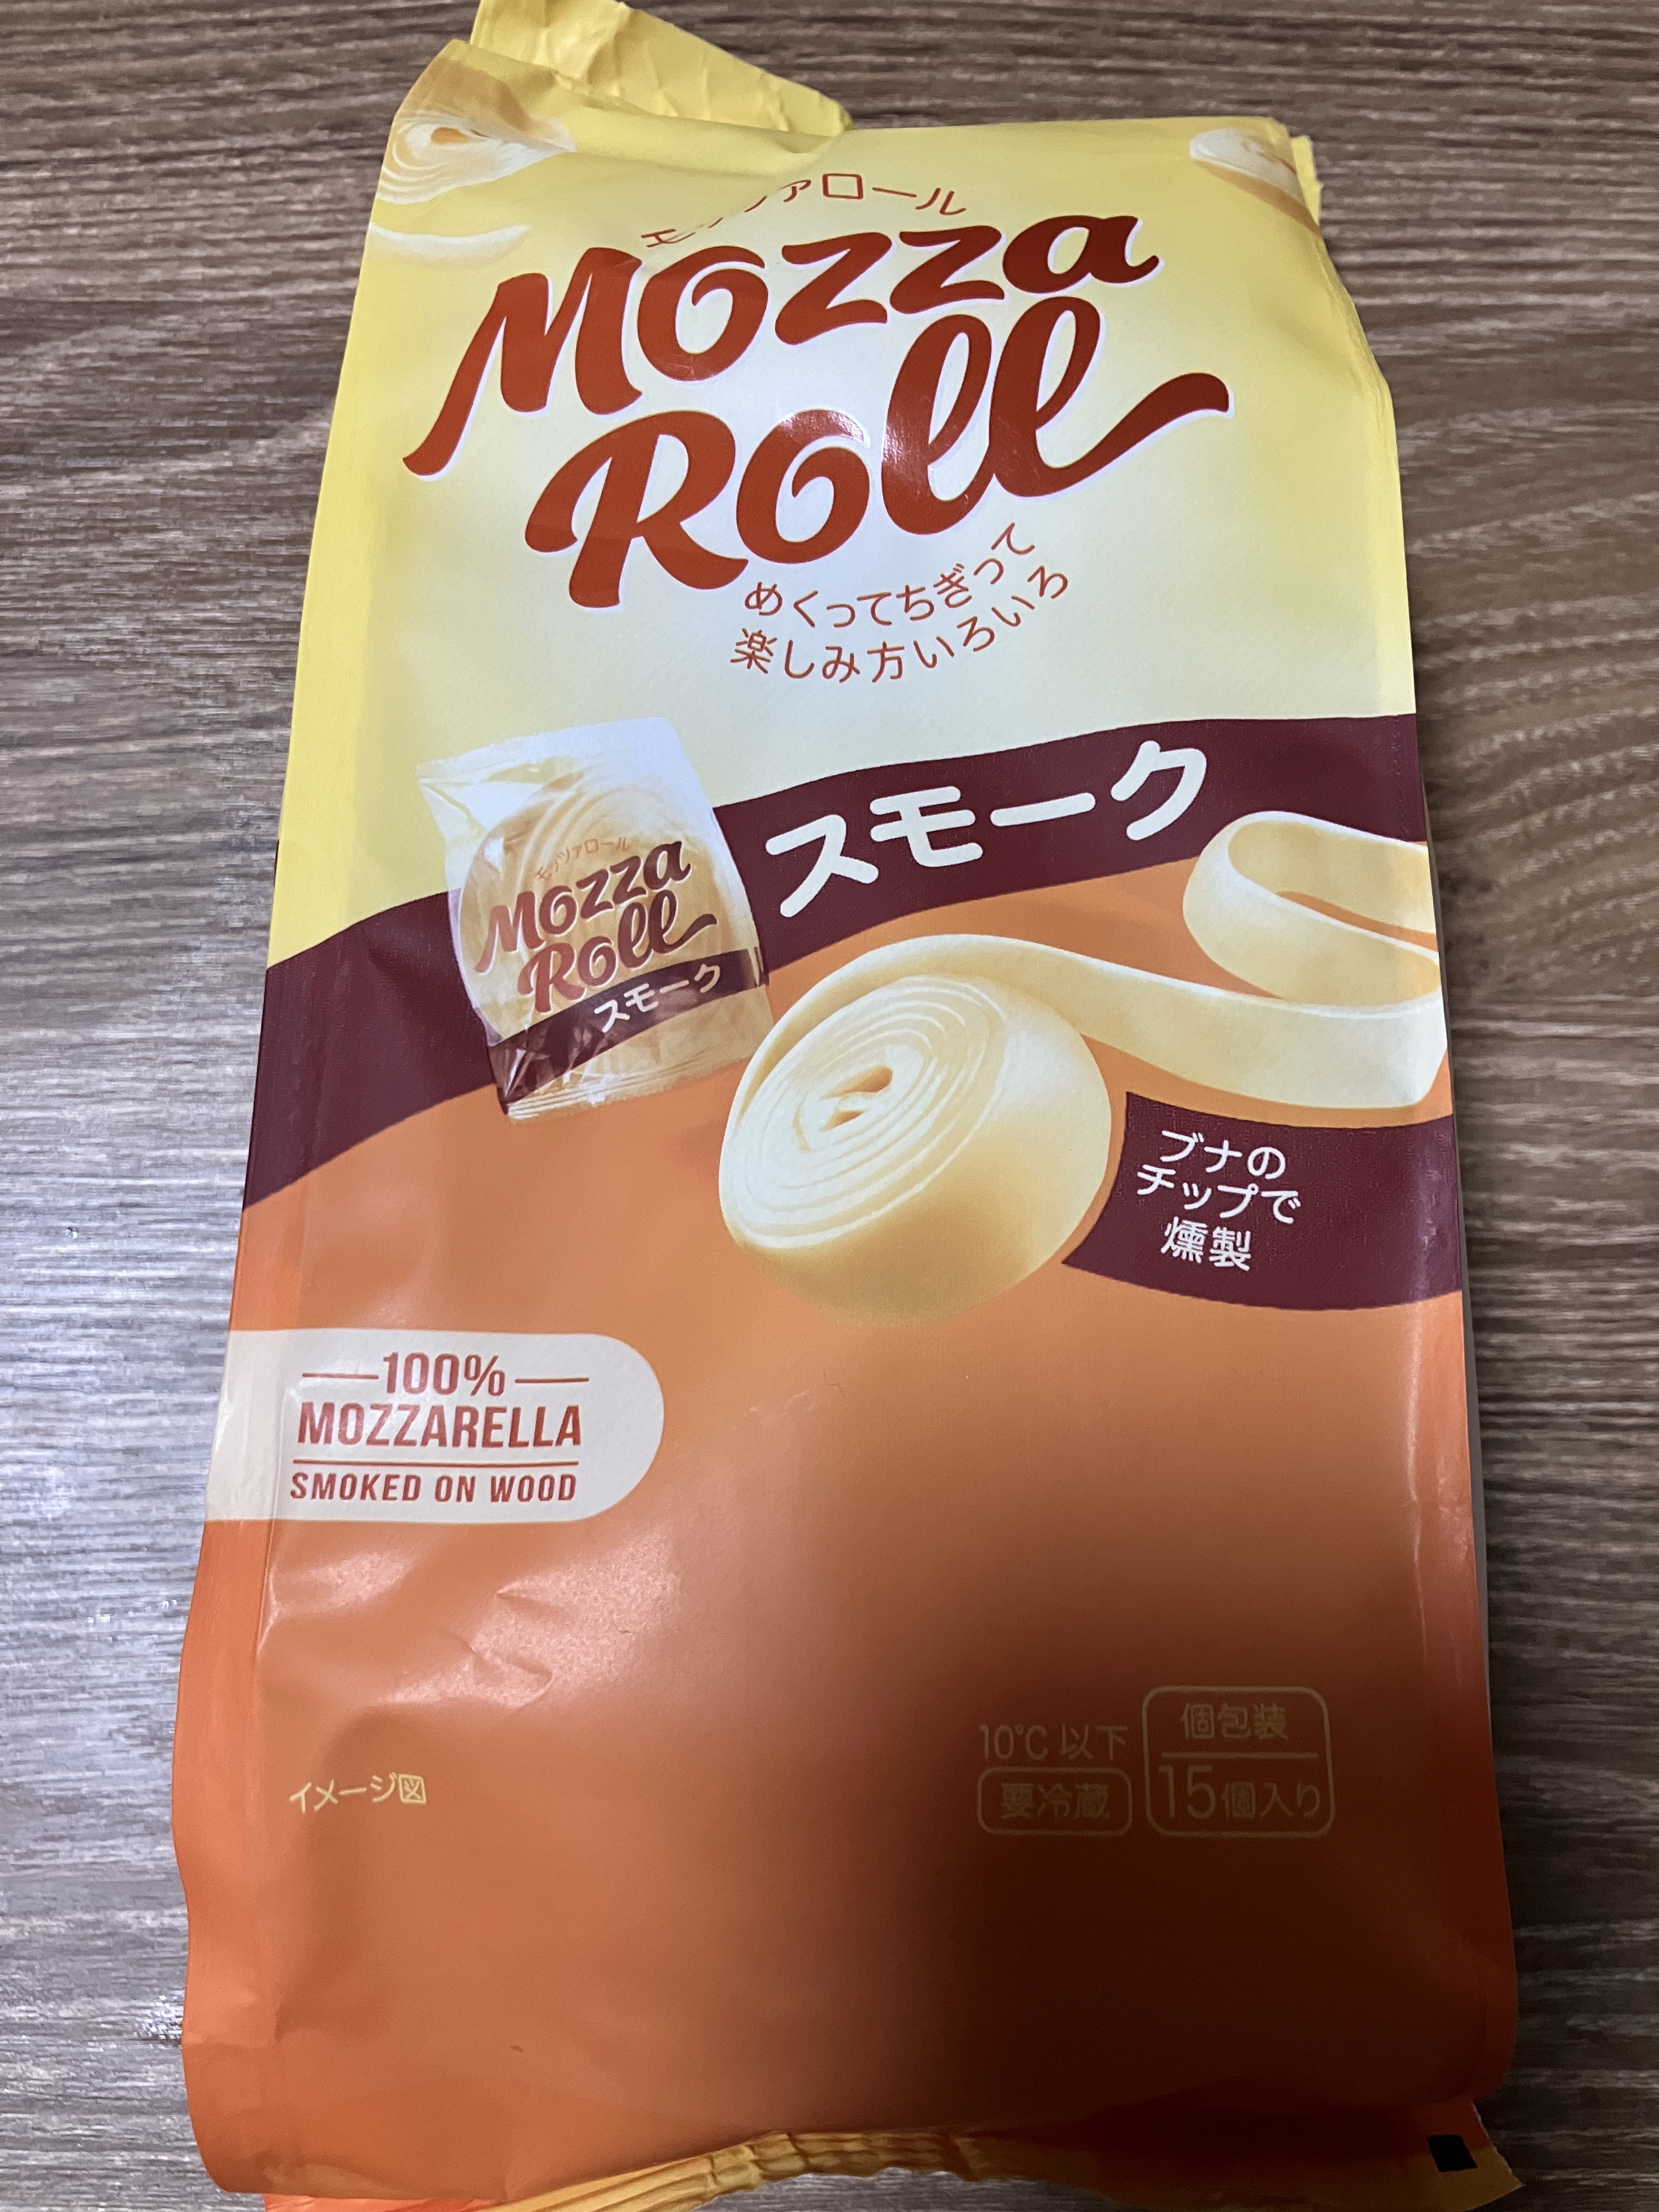 モッツァロール
Mozza
Roll
めくってちぎって
楽しみ方いろいろ
スモーク
モッツァロール
Mozza
Roll
スモーク
ブナの
チップで
燻製
100%
MOZZARELLA
SMOKED ON WOOD
イメージ図
10℃ 以下
要冷蔵
個包装
15個入り